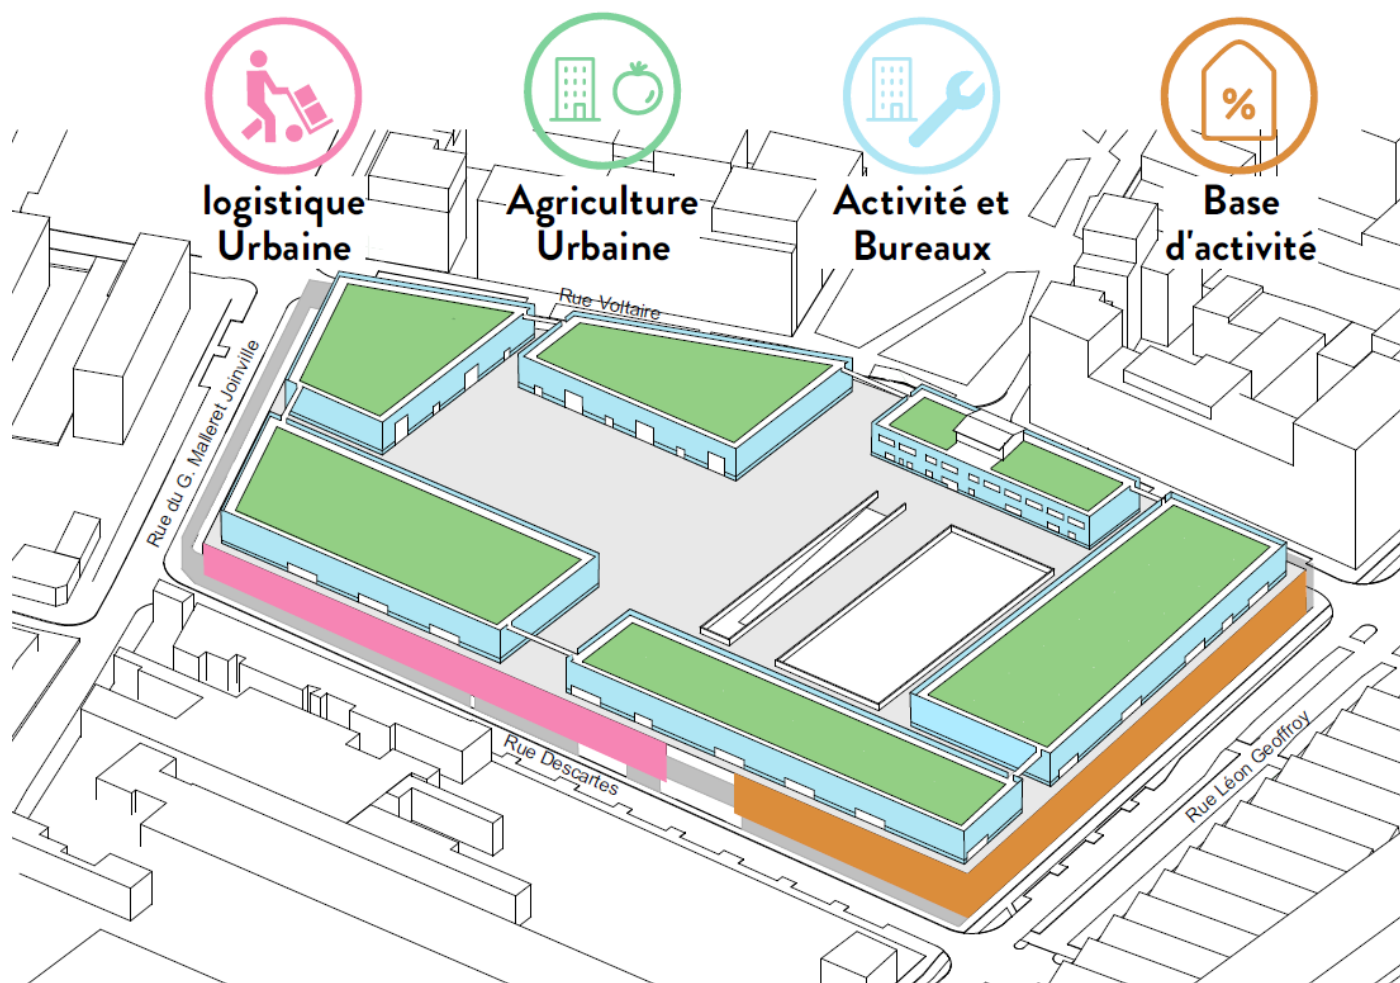 %
logistique
Urbaine
Agriculture
Urbaine
Activité et
Bureaux
Base
d'activité
Rue Voltaire
Rue du G. Malleret Joinville
Rue Descartes
Rue Léon Geoffroy